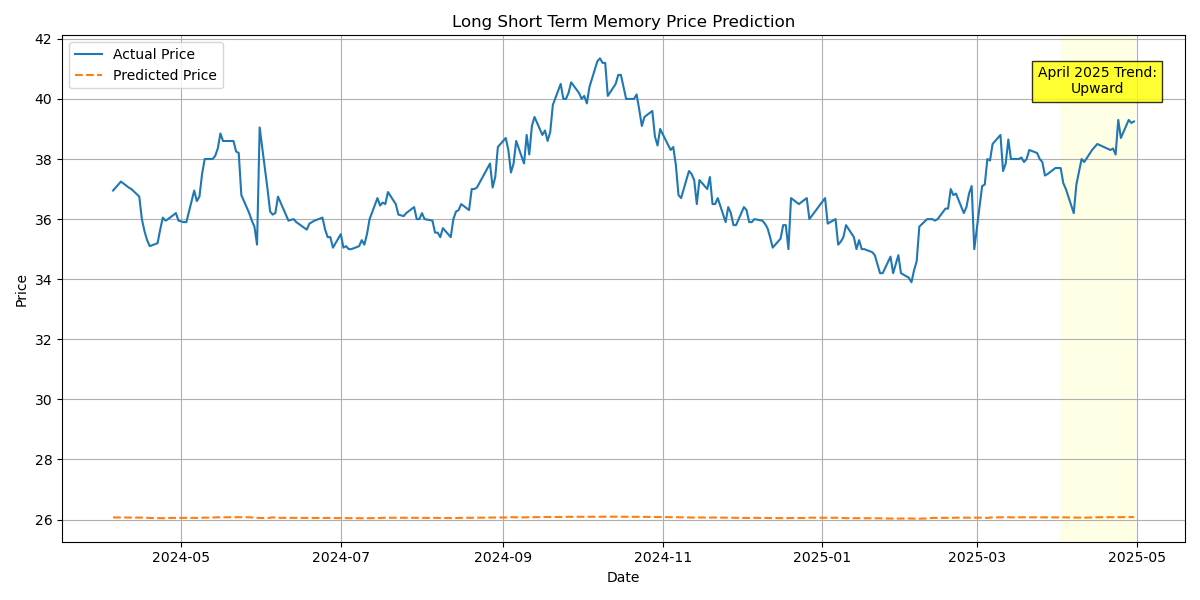 Long Short Term Memory Price Prediction
Actual Price
Predicted Price
April 2025 Trend:
Upward
Price
42
40
38
36
34
32
30
28
26
2024-05
2024-07
2024-09
2024-11
2025-01
2025-03
2025-05
Date